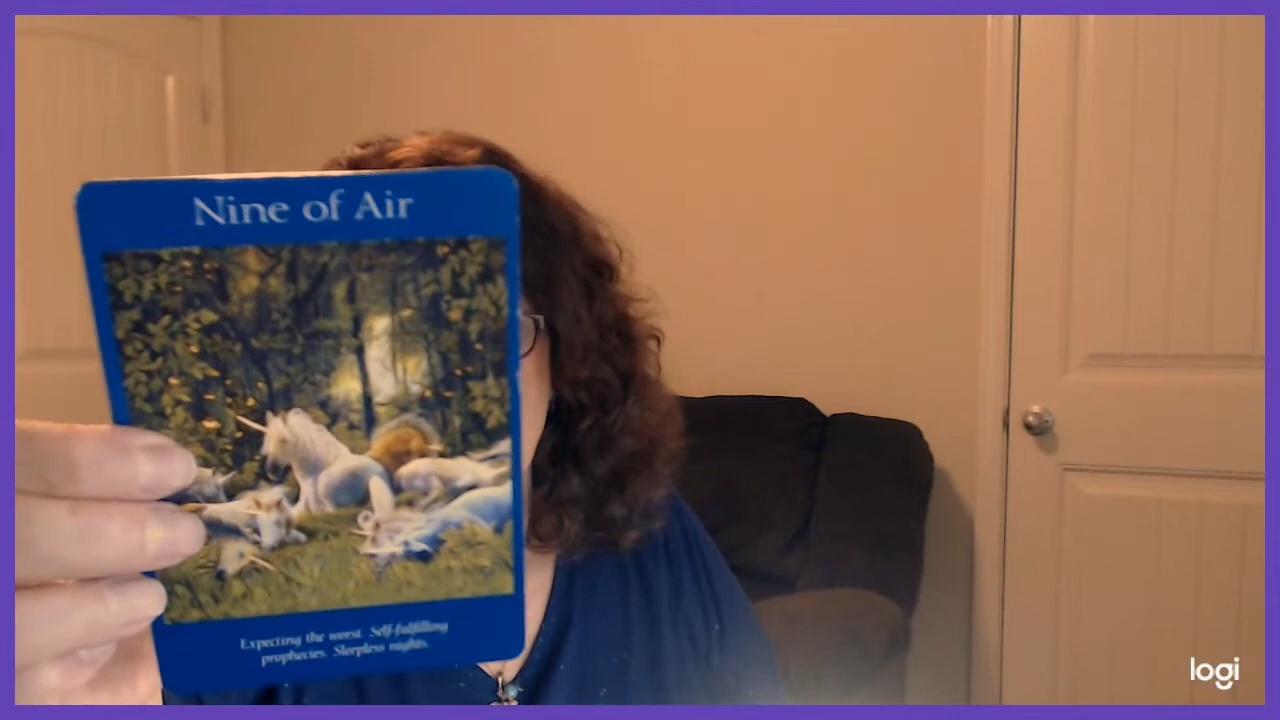 Nine of Air
Expecting the worst. Self-fulfilling
prophecies. Sleepless nights.
logi